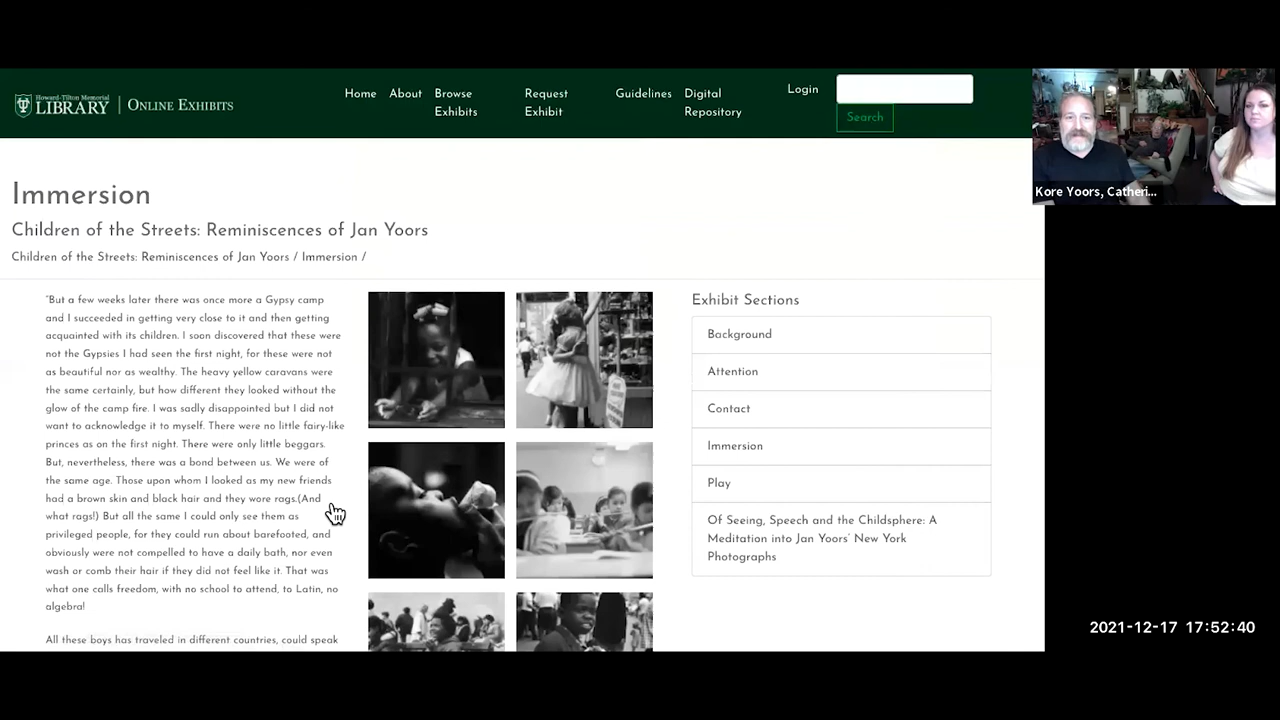 Howard-Tilton Memorial
LIBRARY
ONLINE EXHIBITS
Home
About
Browse
Exhibits
Request
Exhibit
Guidelines
Digital
Repository
Login
Search
Kore Yoors, Catheri...
Immersion
Children of the Streets: Reminiscences of Jan Yoors
Children of the Streets: Reminiscences of Jan Yoors / Immersion /
"But a few weeks later there was once more a Gypsy camp
and I succeeded in getting very close to it and then getting
acquainted with its children. I soon discovered that these were
not the Gypsies I had seen the first night, for these were not
as beautiful nor as wealthy. The heavy yellow caravans were
the same certainly, but how different they looked without the
glow of the camp fire. I was sadly disappointed but I did not
want to acknowledge it to myself. There were no little fairy-like
princes as on the first night. There were only little beggars.
But, nevertheless, there was a bond between us. We were of
the same age. Those upon whom I looked as my new friends
had a brown skin and black hair and they wore rags.(And
what rags!) But all the same I could only see them as
privileged people, for they could run about barefooted, and
obviously were not compelled to have a daily bath, nor even
wash or comb their hair if they did not feel like it. That was
what one calls freedom, with no school to attend, to Latin, no
algebra!
All these boys has traveled in different countries, could speak
Exhibit Sections
Background
Attention
Contact
Immersion
Play
Of Seeing, Speech and the Childsphere: A
Meditation into Jan Yoors' New York
Photographs
2021-12-17 17:52:40